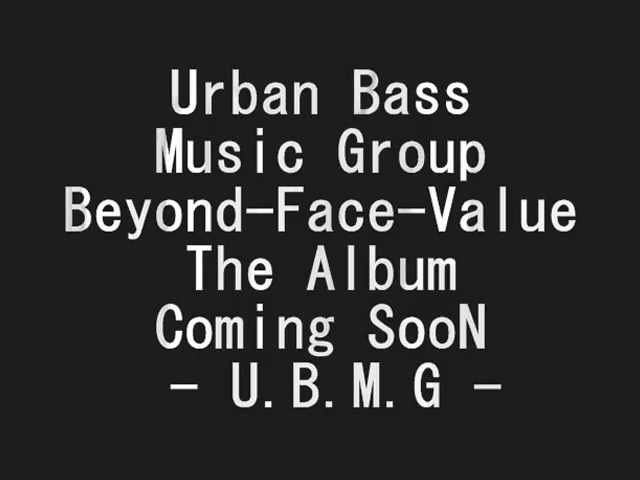 Urban Bass
Music Group
Beyond-Face-Value
The Album
Coming SooN
- U.B.M.G -